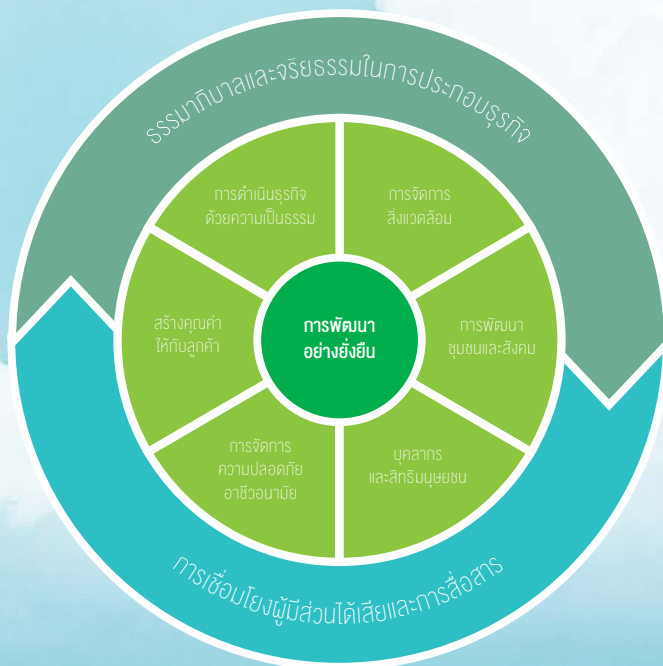 ธรรมาภิบาลและจริยธรรมในการประกอบธุรกิจ
การดำเนินธุรกิจ
ด้วยความเป็นธรรม
การจัดการ
สิ่งแวดล้อม
สร้างคุณค่า
ให้กับลูกค้า
การพัฒนา
อย่างยั่งยืน
การพัฒนา
ชุมชนและสังคม
การจัดการ
ความปลอดภัย
อาชีวอนามัย
บุคลากร
และสิทธิมนุษยชน
การเชื่อมโยงผู้มีส่วนได้เสียและการสื่อสาร